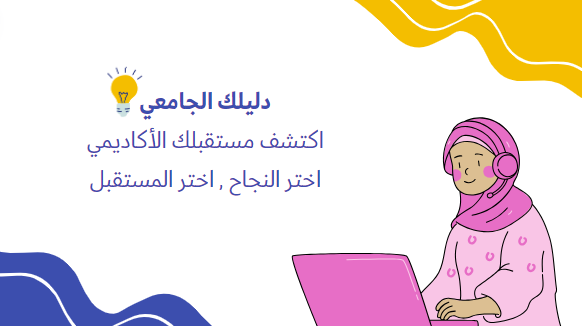 دليلك الجامعي
اكتشف مستقبلك الأكاديمي
اختر النجاح , اختر المستقبل